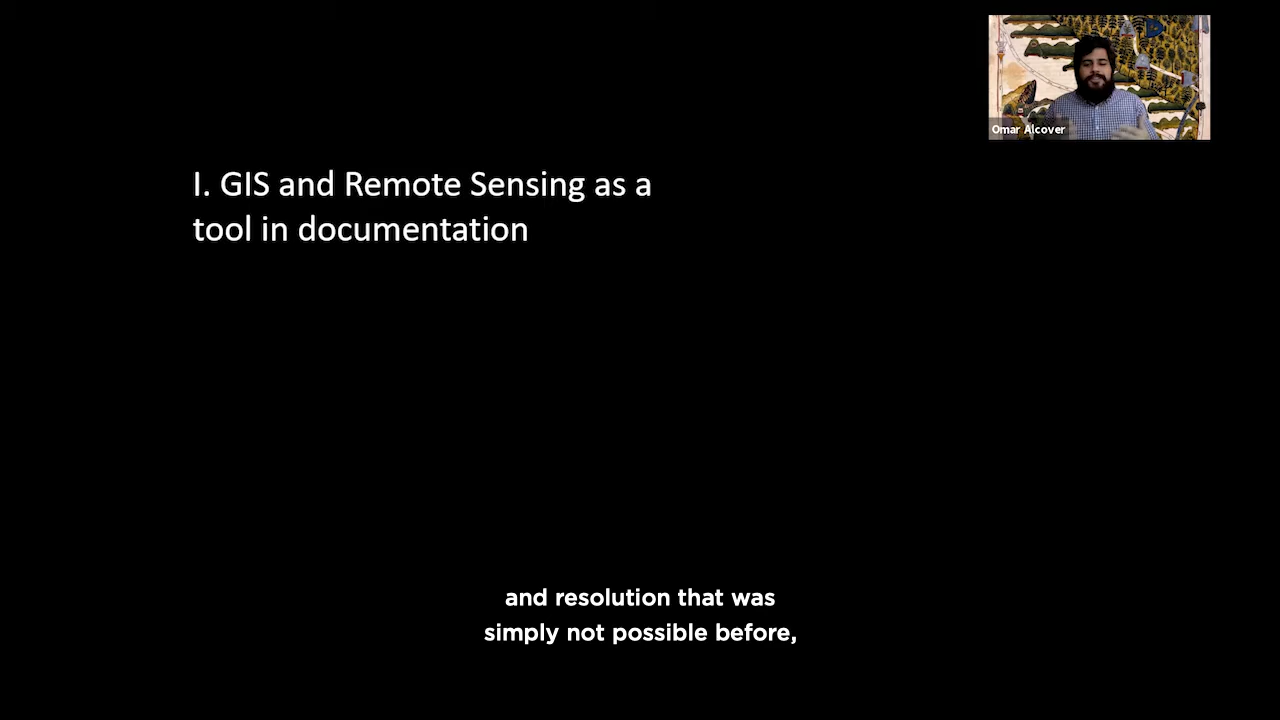 Omar Alcover
I. GIS and Remote Sensing as a
tool in documentation
and resolution that was
simply not possible before,